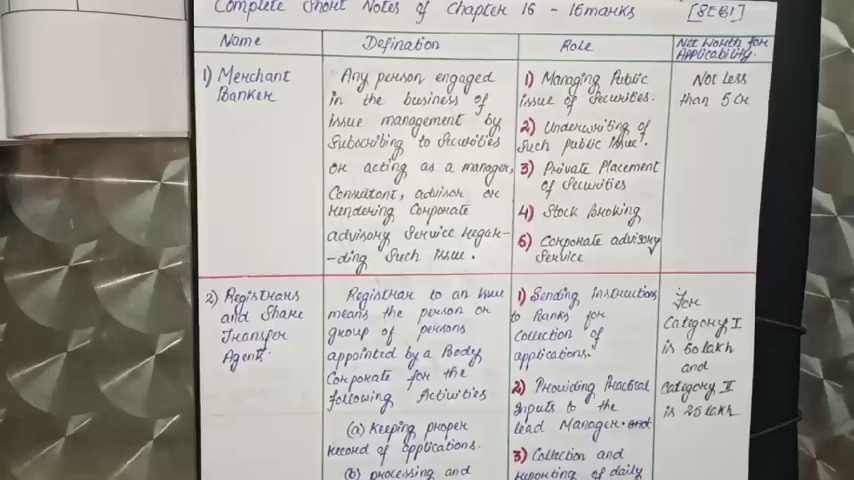 Complete Short Notes of Chapter 16 - 16 marks [SEBI]
Name
Defination
Role
Net Worth for
Applicability.
1) Merchant
Banker
Any person engaged
in the business of
issue management by
Subscribing to Securities
or acting as a manager,
Consultant, advisor or
rendering Corporate
advisory Service regar-
-ding Such issue.
1) Managing Public
issue of Securities.
2) Underwriting of
Such public issue.
3) Private Placement
of Securities
4) Stock Broking
5) Corporate advisory
Service
Not less
than 5 Cr
2) Registrars
and Share
Transfer
Agent.
Registrar to an Issue
means the person or
group of persons
appointed by a Body
Corporate for the
following Activities
(a) Keeping proper
record of applications.
(b) processing and
1) Sending instructions
to Banks for
Collection of
applications.
2) Providing Practical
Inputs to the
lead Manager. and
3) Collection and
reporting of daily
For
Category I
is 50 lakh
and
Category II
is 25 lakh